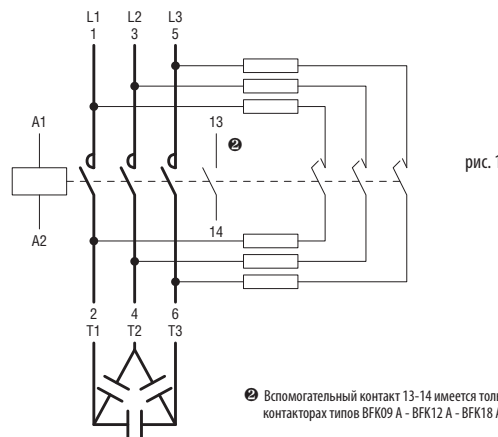 L1 L2 L3
1 3 5
A1
13
❷
рис. 1
A2
14
2 4 6
T1 T2 T3
❷ Вспомогательный контакт 13-14 имеется
контакторах типов BFK09 A - BFK12 A - BFK18